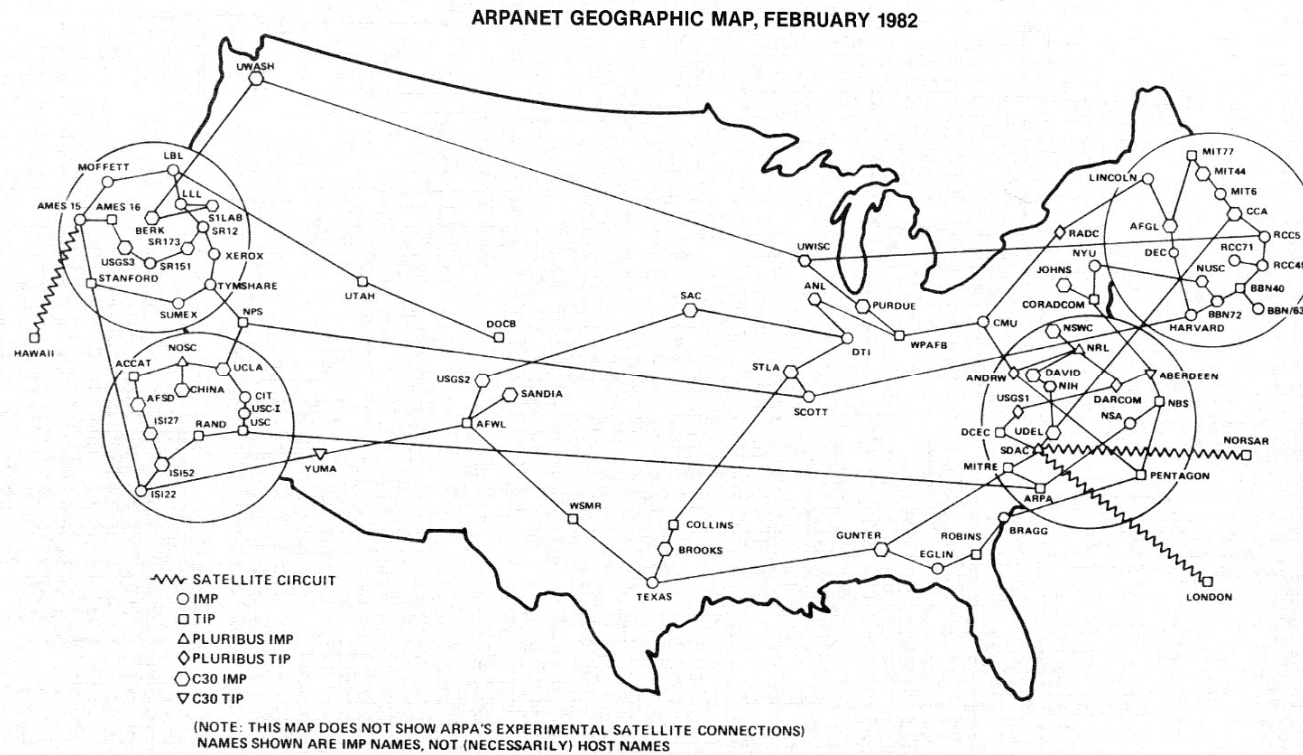 ARPANET GEOGRAPHIC MAP, FEBRUARY 1982
UWASH
MOFFETT
LBL
LLL
AMES 15
AMES 16
S1LAB
BERK
SR12
SR173
USGS3
SR151
XEROX
STANFORD
TYMSHARE
SUMEX
NPS
HAWAII
UTAH
DOCB
NOSC
ACCAT
UCLA
CHINA
CIT
AFSD
USC-I
ISI27
RAND
USC
ISI52
ISI22
YUMA
USGS2
SANDIA
AFWL
SAC
ANL
UWISC
PURDUE
WPAFB
DTI
STLA
SCOTT
WSMR
COLLINS
BROOKS
TEXAS
GUNTER
EGLIN
ROBINS
BRAGG
CMU
RADC
LINCOLN
MIT77
MIT44
MIT6
CCA
AFGL
RCC5
RCC71
DEC
RCC49
NYU
NUSC
JOHNS
BBN40
CORADCOM
BBN72
BBN/63
HARVARD
NSWC
NRL
ANDRW
DAVID
ABERDEEN
NIH
DARCOM
USGS1
NBS
NSA
DCEC
UDEL
SDAC
NORSAR
MITRE
PENTAGON
ARPA
LONDON
SATELLITE CIRCUIT
IMP
TIP
PLURIBUS IMP
PLURIBUS TIP
C30 IMP
C30 TIP
(NOTE: THIS MAP DOES NOT SHOW ARPA'S EXPERIMENTAL SATELLITE CONNECTIONS)
NAMES SHOWN ARE IMP NAMES, NOT (NECESSARILY) HOST NAMES